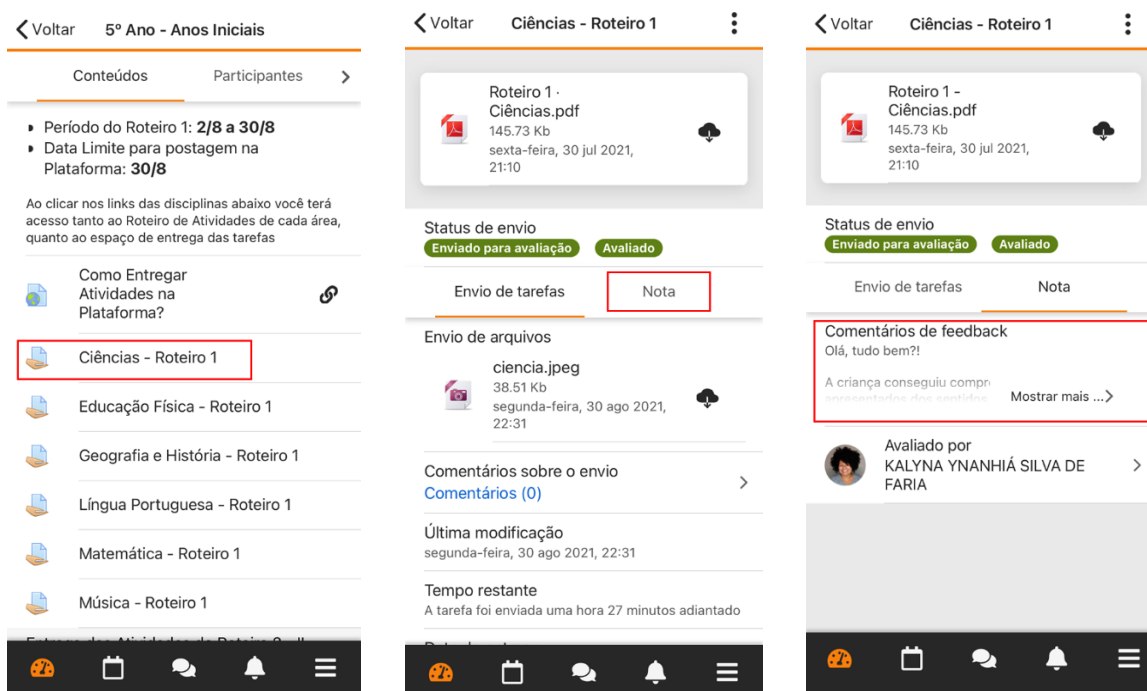 Voltar
5º Ano - Anos Iniciais
Conteúdos
Participantes
Período do Roteiro 1: 2/8 a 30/8
Data Limite para postagem na
Plataforma: 30/8
Ao clicar nos links das disciplinas abaixo você terá
acesso tanto ao Roteiro de Atividades de cada área,
quanto ao espaço de entrega das tarefas
Como Entregar
Atividades na
Plataforma?
Ciências - Roteiro 1
Educação Física - Roteiro 1
Geografia e História - Roteiro 1
Língua Portuguesa - Roteiro 1
Matemática - Roteiro 1
Música - Roteiro 1
Voltar
Ciências - Roteiro 1
Roteiro 1 -
Ciências.pdf
145.73 Kb
sexta-feira, 30 jul 2021,
21:10
Status de envio
Enviado para avaliação
Avaliado
Envio de tarefas
Nota
Envio de arquivos
ciencia.jpeg
38.51 Kb
segunda-feira, 30 ago 2021,
22:31
Comentários sobre o envio
Comentários (0)
Última modificação
segunda-feira, 30 ago 2021, 22:31
Tempo restante
A tarefa foi enviada uma hora 27 minutos adiantado
Voltar
Ciências - Roteiro 1
Roteiro 1 -
Ciências.pdf
145.73 Kb
sexta-feira, 30 jul 2021,
21:10
Status de envio
Enviado para avaliação
Avaliado
Envio de tarefas
Nota
Comentários de feedback
Olá, tudo bem?!
A criança conseguiu
apresentados dos sentidos
Mostrar mais ...
Avaliado por
KALYNA YNANHIÁ SILVA DE
FARIA